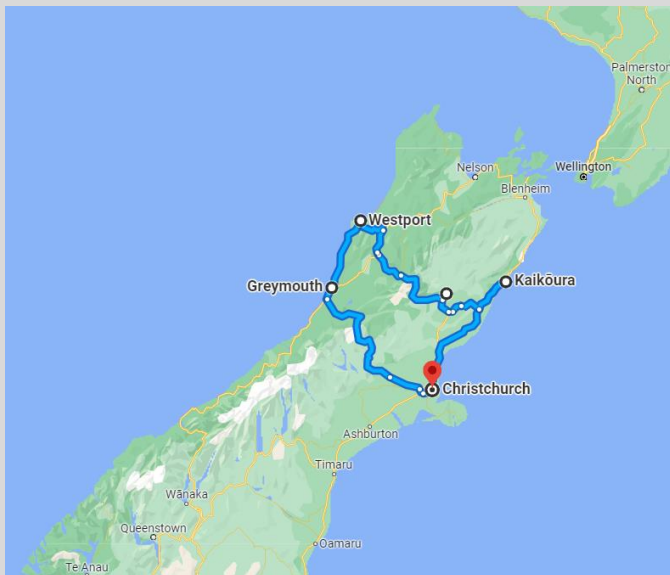 Palmerston
North
Nelson
Wellington
Blenheim
Westport
Kaikōura
Greymouth
Christchurch
Ashburton
Timaru
Wānaka
Queenstown
Oamaru
Te Anau